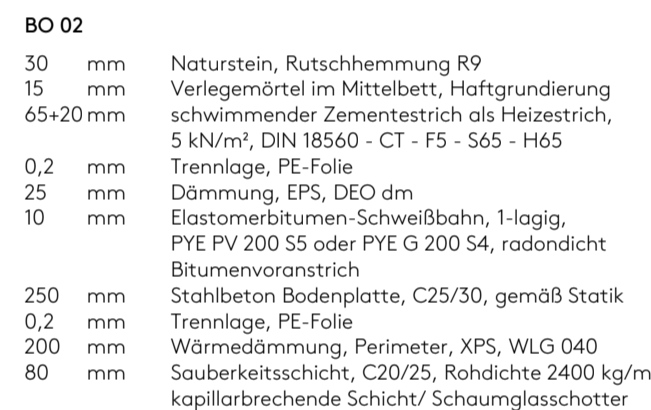 BO 02
30 mm Naturstein, Rutschhemmung R9
15 mm Verlegemörtel im Mittelbett, Haftgrundierung
65+20 mm schwimmender Zementestrich als Heizestrich,
5 kN/m², DIN 18560 - CT - F5 - S65 - H65
0,2 mm Trennlage, PE-Folie
25 mm Dämmung, EPS, DEO dm
10 mm Elastomerbitumen-Schweißbahn, 1-lagig,
PYE PV 200 S5 oder PYE G 200 S4, radondicht
Bitumenvoranstrich
250 mm Stahlbeton Bodenplatte, C25/30, gemäß Statik
0,2 mm Trennlage, PE-Folie
200 mm Wärmedämmung, Perimeter, XPS, WLG 040
80 mm Sauberkeitsschicht, C20/25, Rohdichte 2400 kg/m
kapillarbrechende Schicht/ Schaumglasschotter